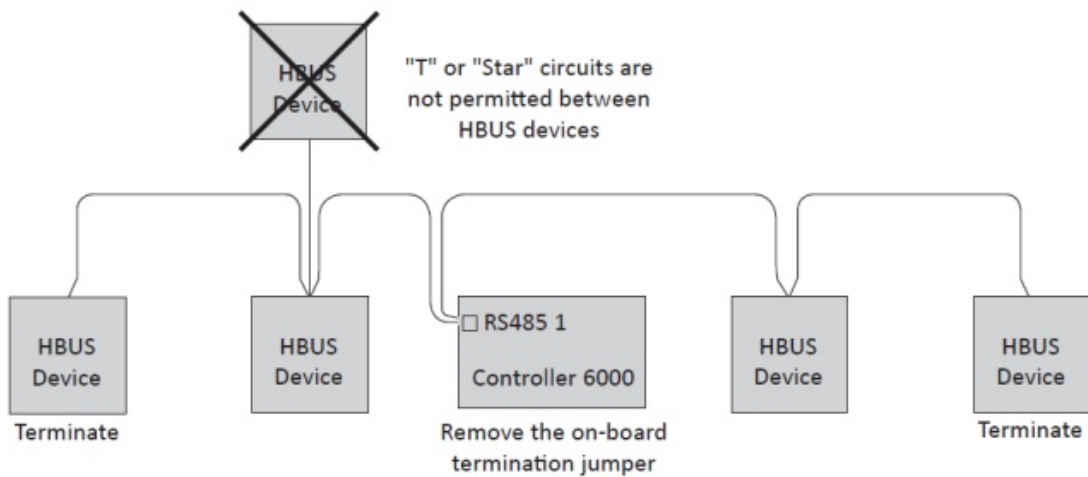 HBUS
Device
"T" or "Star" circuits are
not permitted between
HBUS devices
HBUS
Device
Terminate
HBUS
Device
RS485 1
Controller 6000
Remove the on-board
termination jumper
HBUS
Device
HBUS
Device
Terminate